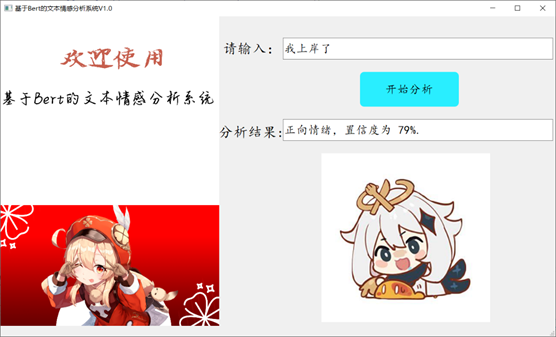 基于Bert的文本情感分析系统V1.0
欢迎使用
基于Bert的文本情感分析系统
请输入：
我上岸了
开始分析
分析结果:
正向情绪，置信度为 79%.